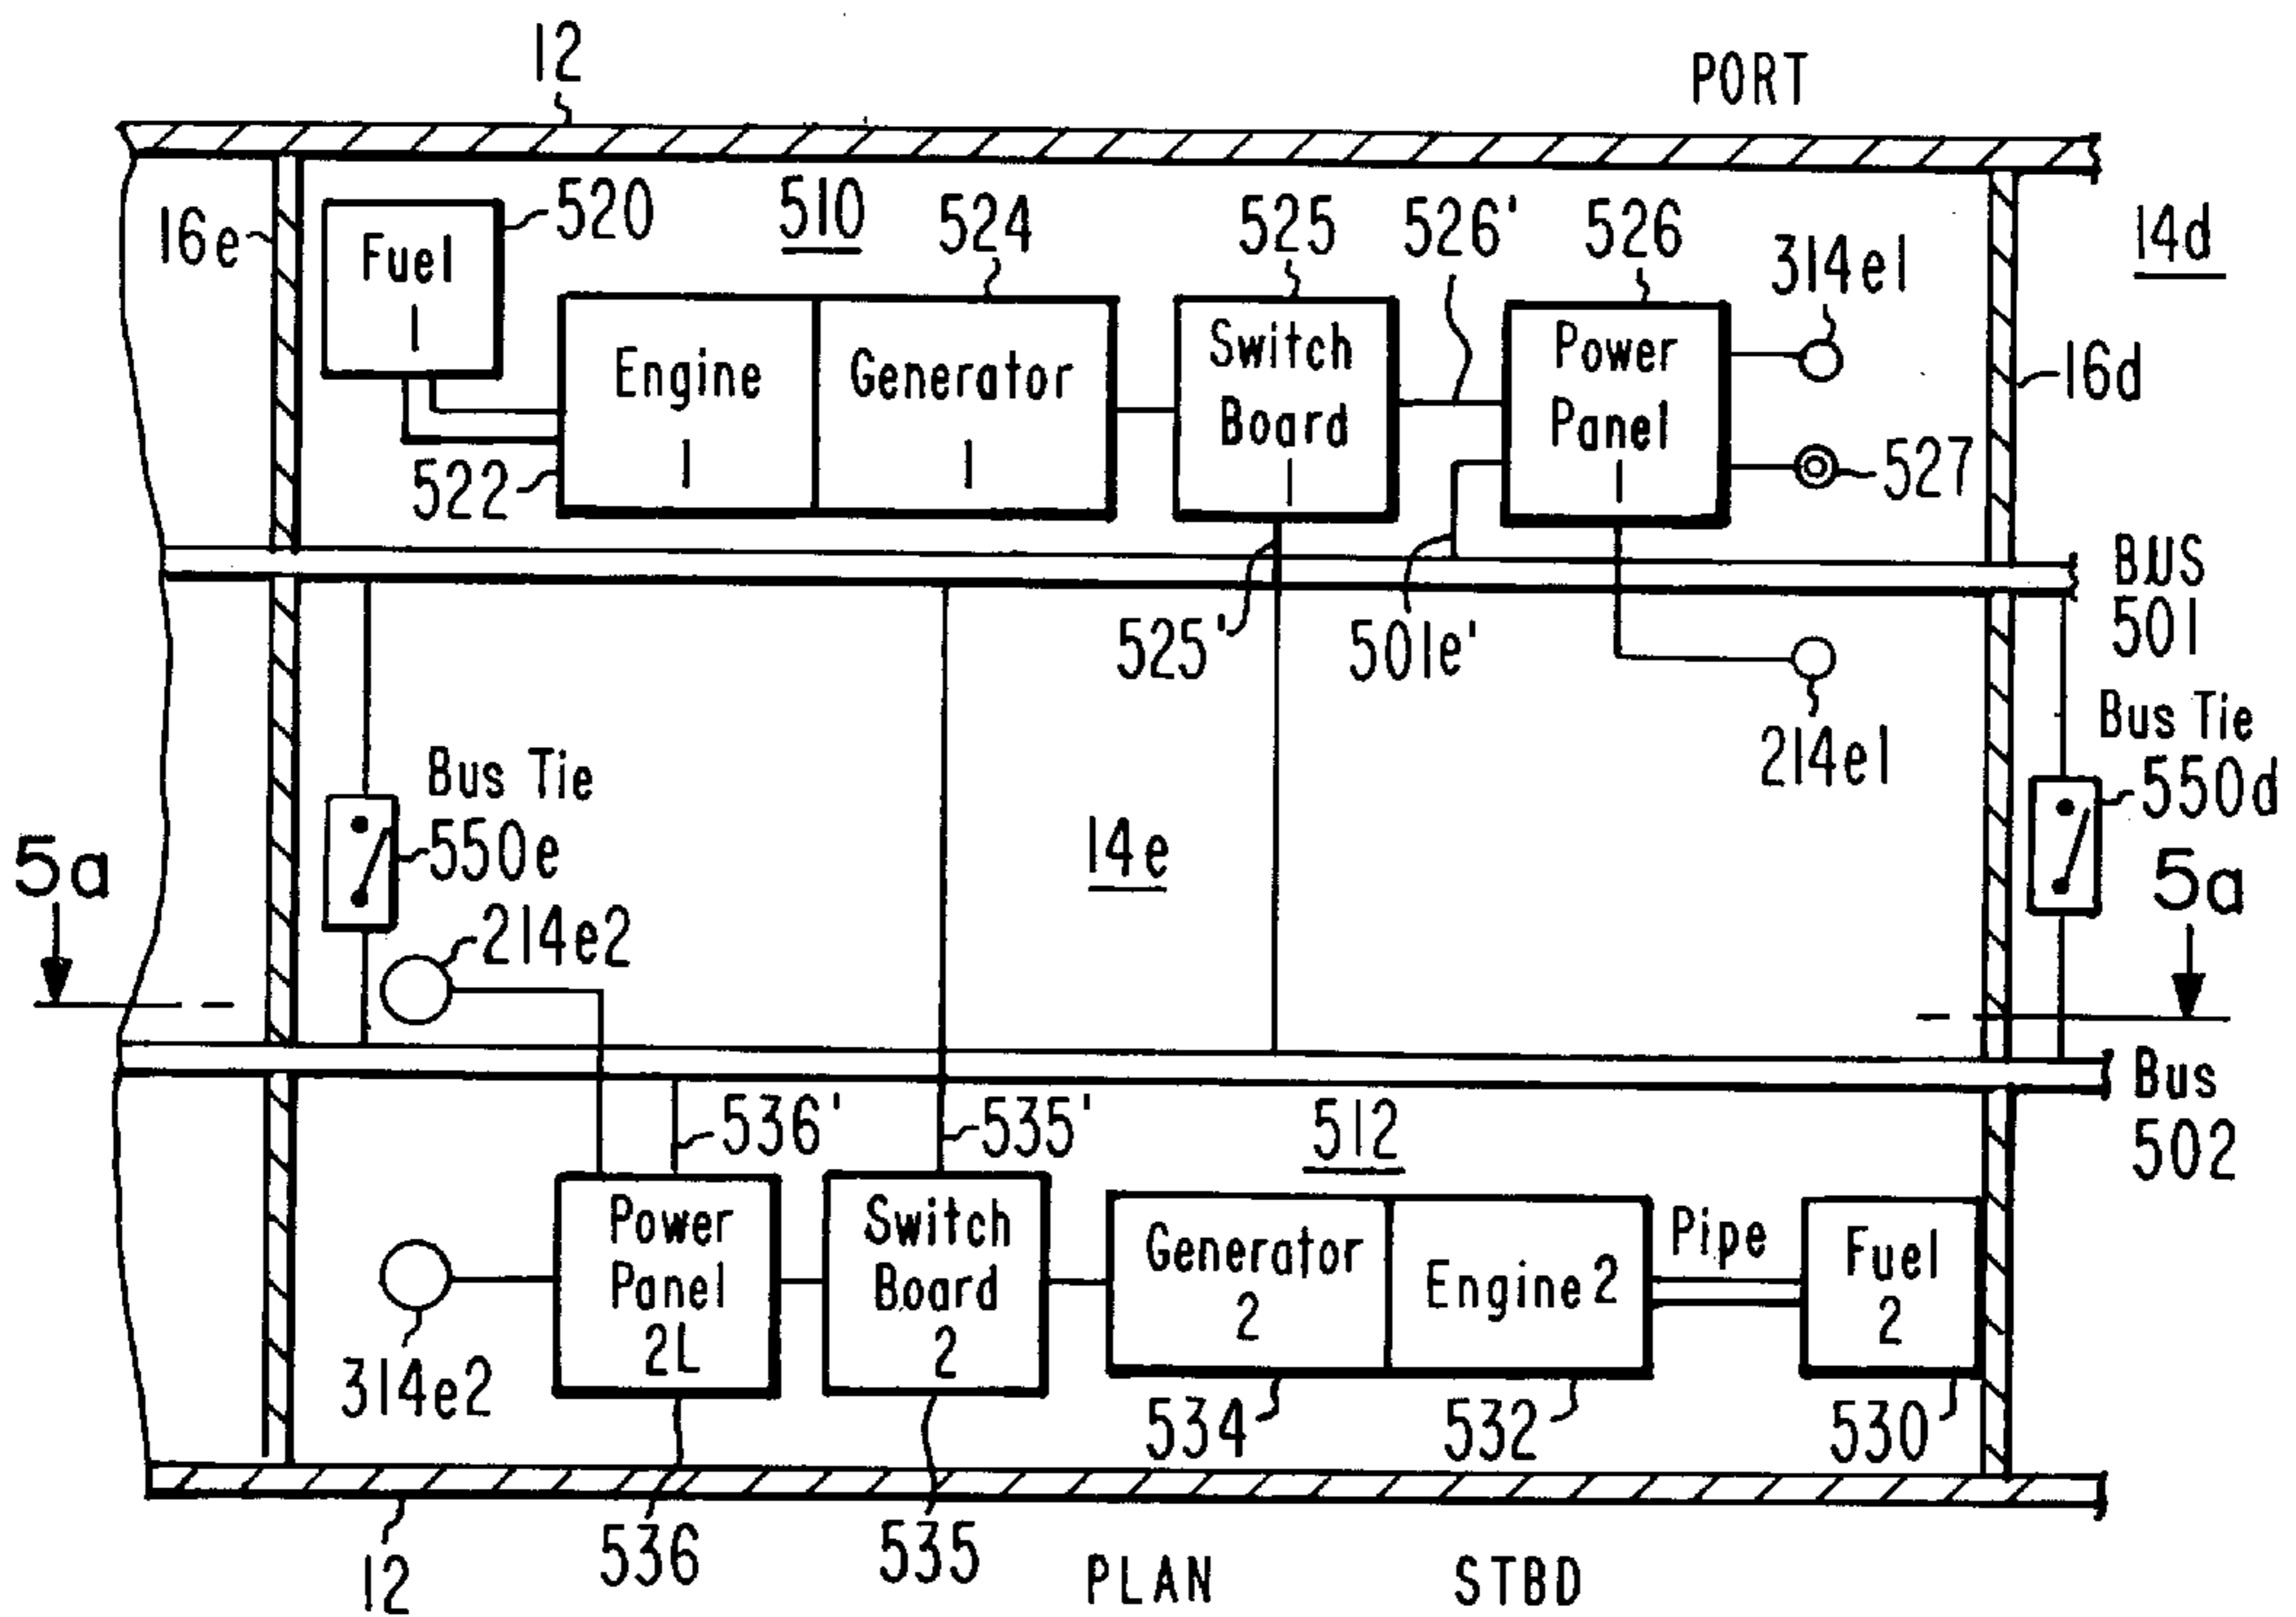 12
PORT
16e
520
510
524
525
526'
526
314e1
14d
Fuel
1
Engine
1
Generator
1
Switch
Board
1
Power
Panel
1
16d
522
527
BUS
501
525'
501e'
214e1
Bus Tie
550d
Bus Tie
550e
14e
5a
5a
214e2
Bus
502
536'
535'
512
Power
Panel
2L
Switch
Board
2
Generator
2
Engine 2
Pipe
Fuel
2
314e2
534
532
530
12
536
535
PLAN
STBD